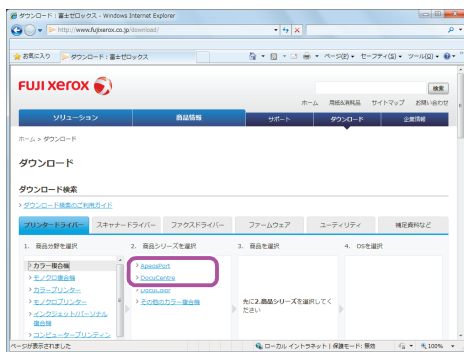 ダウンロード : 富士ゼロックス - Windows Internet Explorer
http://www.fujixerox.co.jp/download/
お気に入り
ダウンロード : 富士ゼロックス
ページ(P) セーフティ(S) ツール(O)
FUJI XEROX
検索
ホーム 用紙&消耗品 サイトマップ お問い合わせ
ソリューション 商品情報 サポート ダウンロード 企業情報
ホーム > ダウンロード
ダウンロード
ダウンロード検索
> ダウンロード検索のご利用ガイド
プリンタードライバー スキャナードライバー ファクスドライバー ファームウェア ユーティリティ 補足資料など
1. 商品分野を選択 2. 商品シリーズを選択 3. 商品を選択 4. OSを選択
> カラー複合機
> モノクロ複合機
> カラープリンター
> モノクロプリンター
> インクジェット/パーソナル複合機
> コンピュータープリンティン
> ApeosPort
> DocuCentre
> DocuColor
> その他のカラー複合機
先に2.商品シリーズを選択してください
ページが表示されました
ローカル イントラネット | 保護モード: 無効
100%